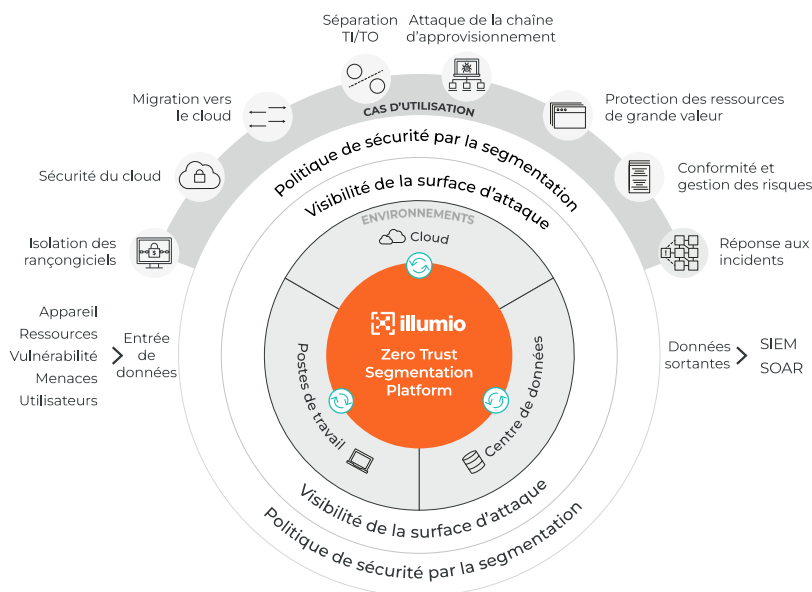 Séparation
TI/TO
Attaque de la chaîne
d'approvisionnement
Migration vers
le cloud
CAS D'UTILISATION
Protection des ressources
de grande valeur
Politique de sécurité par la segmentation
Sécurité du cloud
Visibilité de la surface d'attaque
Conformité et
gestion des risques
ENVIRONNEMENTS
Cloud
Isolation des
rançongiciels
Réponse aux
incidents
Appareil
Ressources
Vulnérabilité
Menaces
Utilisateurs
Entrée
de
données
illumio
Zero Trust
Segmentation
Platform
Postes de travail
Centre de données
Données
sortantes
SIEM
SOAR
Visibilité de la surface d'attaque
Politique de sécurité par la segmentation